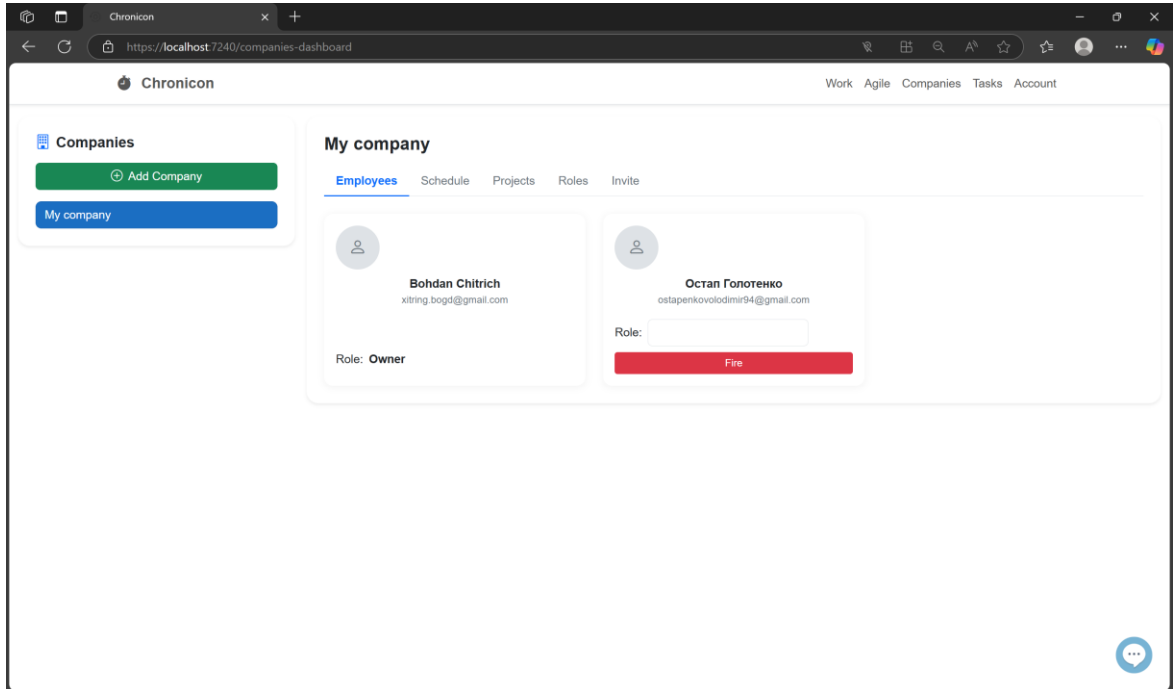 Chronicon
https://localhost:7240/companies-dashboard
Chronicon
Work Agile Companies Tasks Account
Companies
Add Company
My company
My company
Employees Schedule Projects Roles Invite
Bohdan Chitrich
xitring.bogd@gmail.com
Role: Owner
Остап Голотенко
ostapenkovolodimir94@gmail.com
Role:
Fire